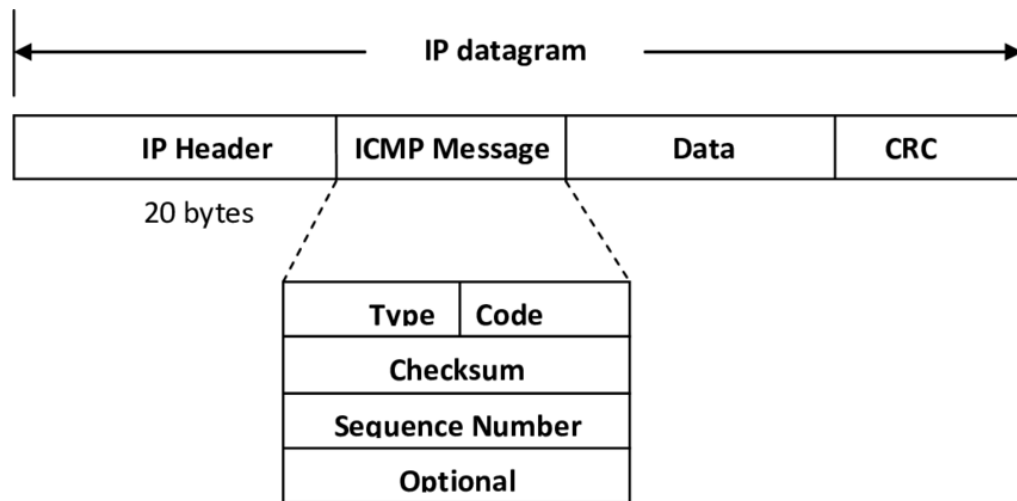 IP datagram
IP Header ICMP Message Data CRC
20 bytes
Type Code
Checksum
Sequence Number
Optional